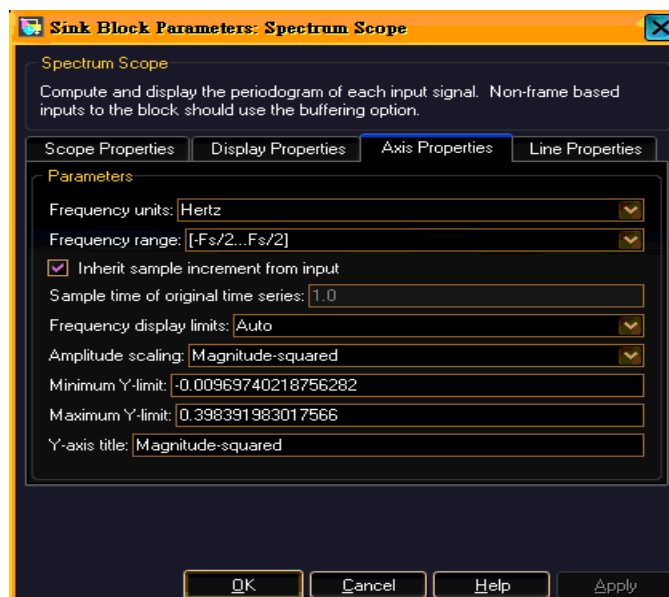 Sink Block Parameters: Spectrum Scope
Spectrum Scope
Compute and display the periodogram of each input signal. Non-frame based
inputs to the block should use the buffering option.
Scope Properties Display Properties Axis Properties Line Properties
Parameters
Frequency units: Hertz
Frequency range: [-Fs/2...Fs/2]
Inherit sample increment from input
Sample time of original time series: 1.0
Frequency display limits: Auto
Amplitude scaling: Magnitude-squared
Minimum Y-limit: -0.00969740218756282
Maximum Y-limit: 0.398391983017566
Y-axis title: Magnitude-squared
OK Cancel Help Apply